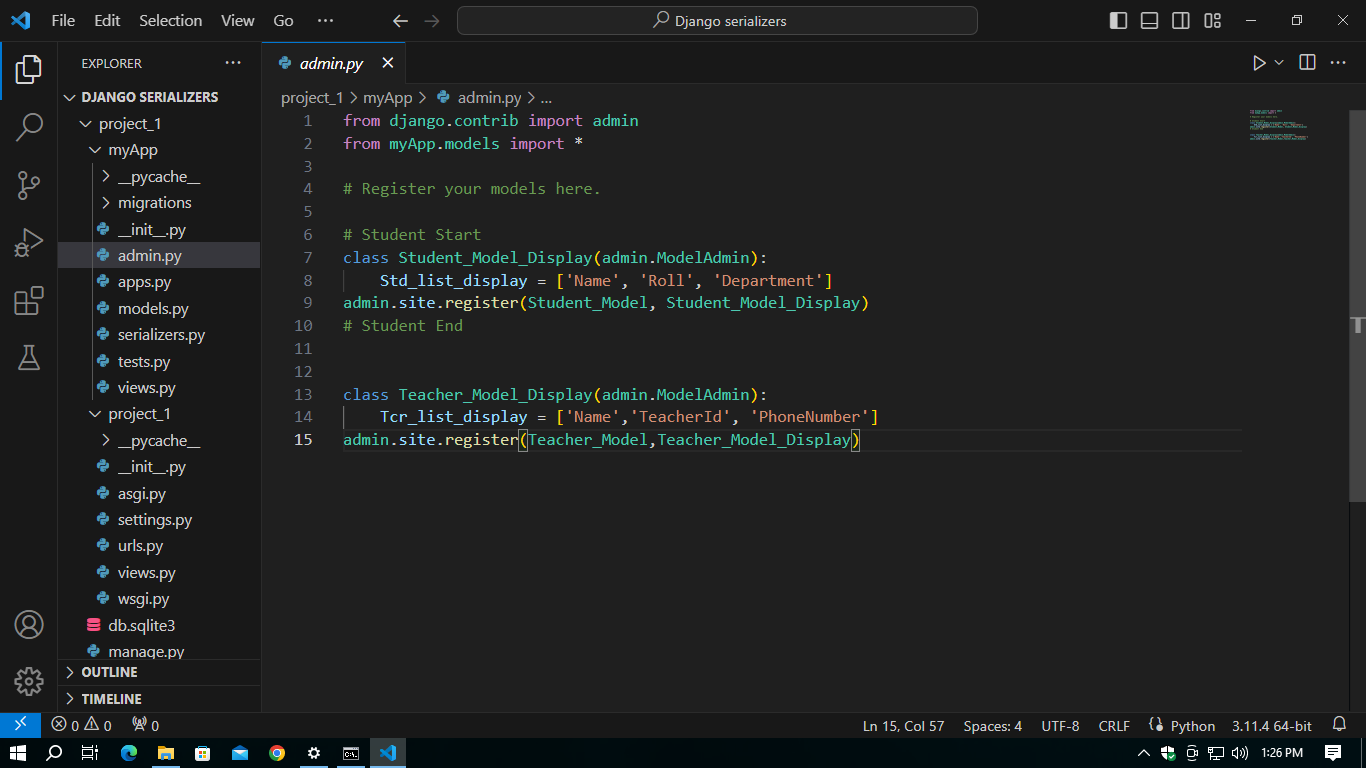 File Edit Selection View Go ···
Django serializers
EXPLORER ···
DJANGO SERIALIZERS
project_1
myApp
__pycache__
migrations
__init__.py
admin.py
apps.py
models.py
serializers.py
tests.py
views.py
project_1
__pycache__
__init__.py
asgi.py
settings.py
urls.py
views.py
wsgi.py
db.sqlite3
manage.py
OUTLINE
TIMELINE
admin.py
project_1 > myApp > admin.py > ...
1 from django.contrib import admin
2 from myApp.models import *
3
4 # Register your models here.
5
6 # Student Start
7 class Student_Model_Display(admin.ModelAdmin):
8 Std_list_display = ['Name', 'Roll', 'Department']
9 admin.site.register(Student_Model, Student_Model_Display)
10 # Student End
11
12
13 class Teacher_Model_Display(admin.ModelAdmin):
14 Tcr_list_display = ['Name','TeacherId', 'PhoneNumber']
15 admin.site.register(Teacher_Model,Teacher_Model_Display)
0 0 0 Ln 15, Col 57 Spaces: 4 UTF-8 CRLF Python 3.11.4 64-bit
1:26 PM